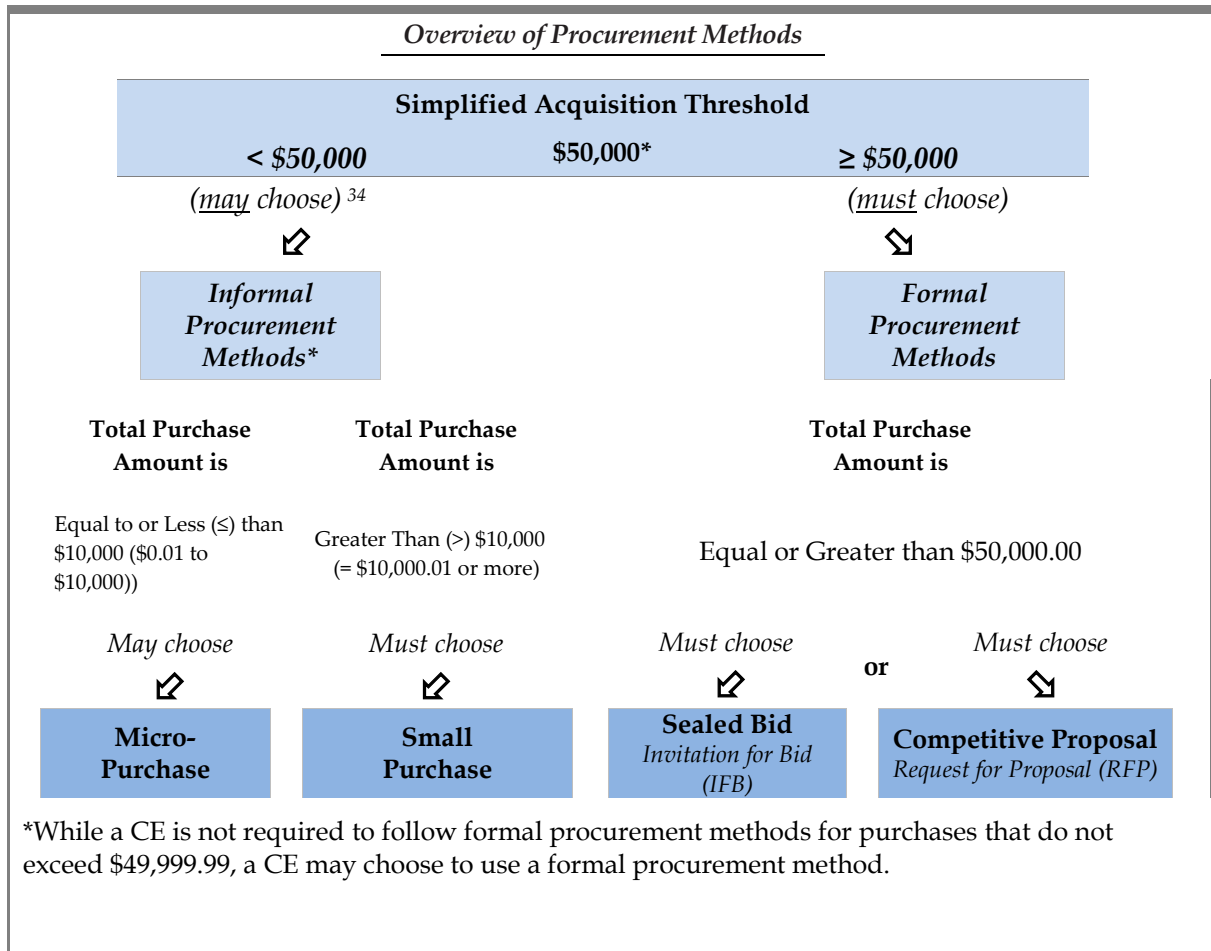 Overview of Procurement Methods
Simplified Acquisition Threshold
< $50,000
$50,000*
≥ $50,000
(may choose) 34
(must choose)
Informal
Procurement
Methods*
Formal
Procurement
Methods
Total Purchase
Amount is
Total Purchase
Amount is
Total Purchase
Amount is
Equal to or Less (≤) than
$10,000 ($0.01 to
$10,000))
Greater Than (>) $10,000
(= $10,000.01 or more)
Equal or Greater than $50,000.00
May choose
Must choose
Must choose
or
Must choose
Micro-
Purchase
Small
Purchase
Sealed Bid
Invitation for Bid
(IFB)
Competitive Proposal
Request for Proposal (RFP)
*While a CE is not required to follow formal procurement methods for purchases that do not
exceed $49,999.99, a CE may choose to use a formal procurement method.